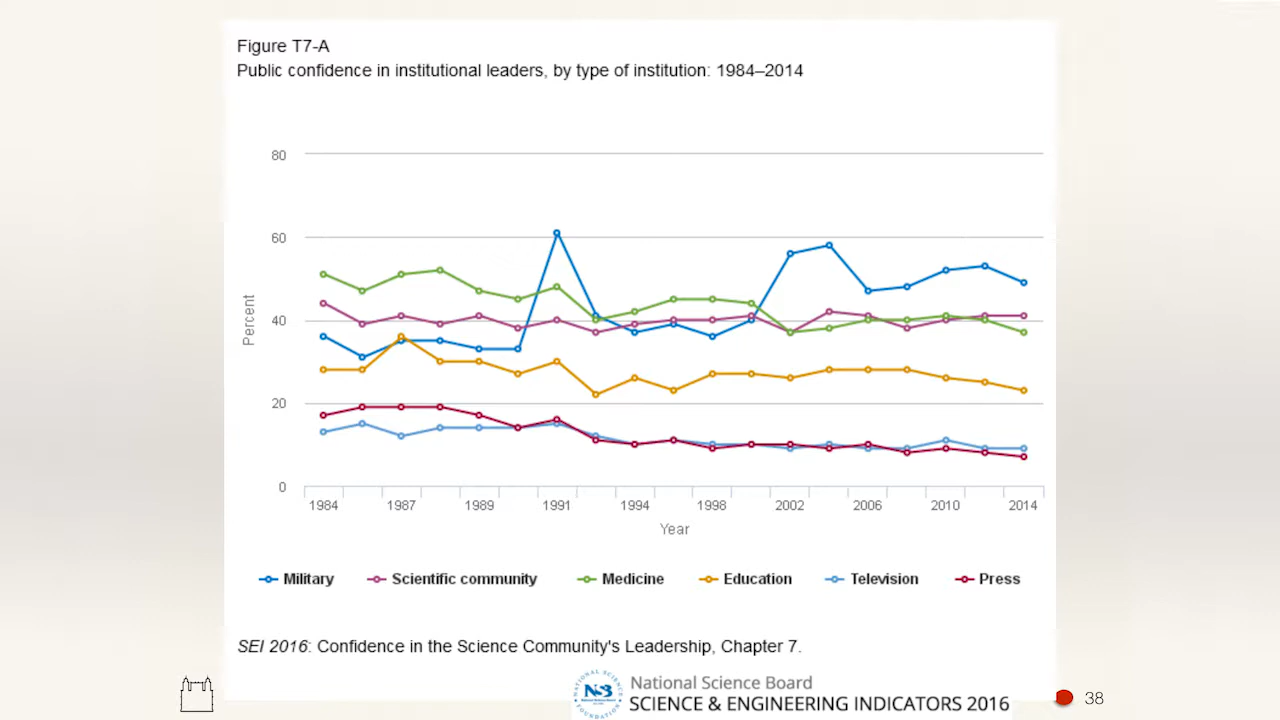 Figure T7-A
Public confidence in institutional leaders, by type of institution: 1984–2014
80
60
40
20
0
Percent
1984 1987 1989 1991 1994 1998 2002 2006 2010 2014
Year
Military Scientific community Medicine Education Television Press
SEI 2016: Confidence in the Science Community's Leadership, Chapter 7.
NSB
National Science Board
SCIENCE & ENGINEERING INDICATORS 2016
38